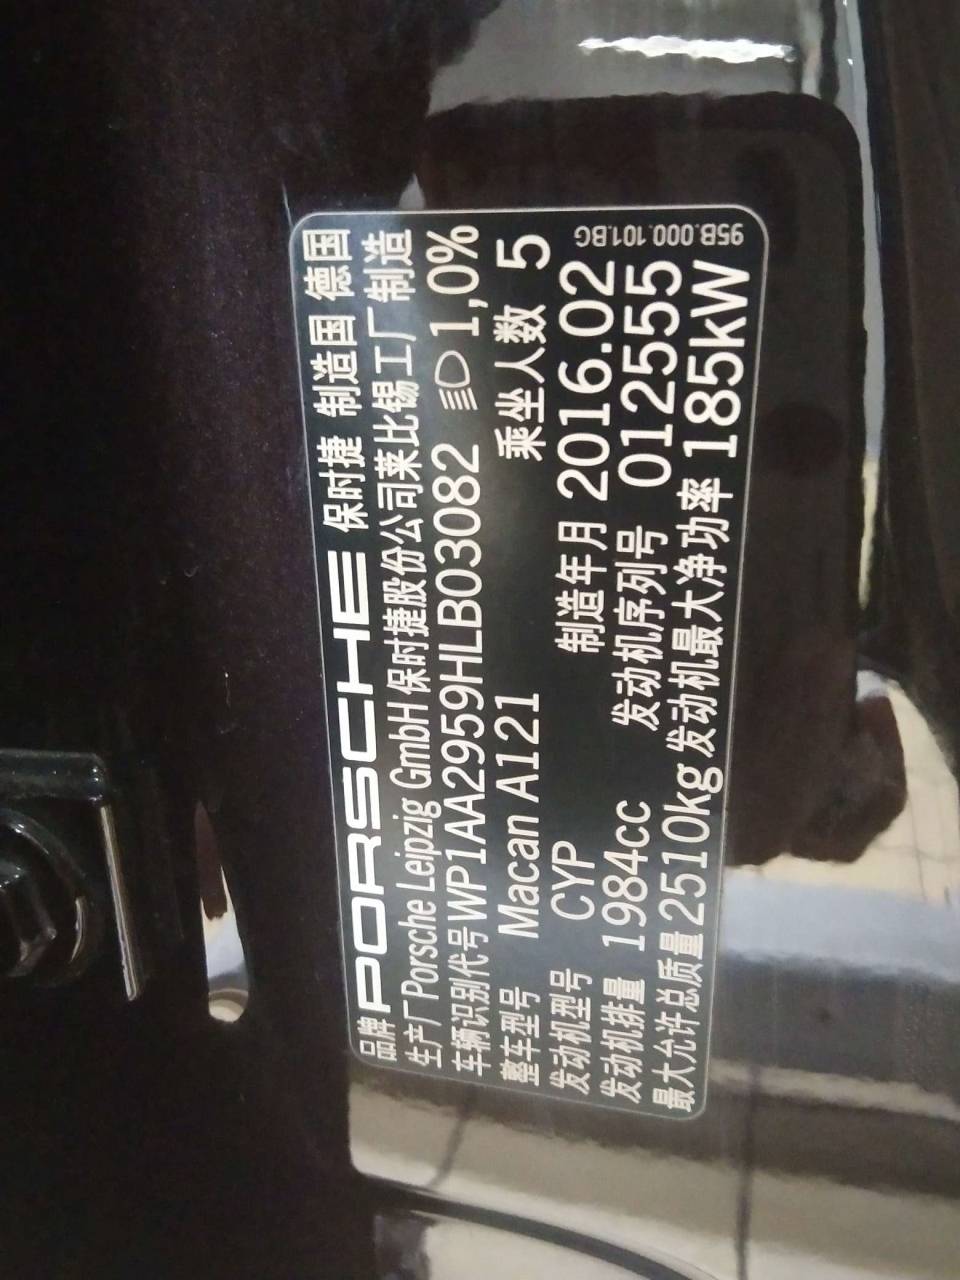 品牌 PORSCHE 保时捷 制造国 德国
生产厂 Porsche Leipzig GmbH 保时捷股份公司莱比锡工厂制造
车辆识别代号 WP1AA2959HLB03082 1,0%
整车型号 Macan A121 乘坐人数 5
发动机型号 CYP 制造年月 2016.02
发动机排量 1984cc 发动机序列号 012555
最大允许总质量 2510kg 发动机最大净功率 185kW
95B.000.101.BG